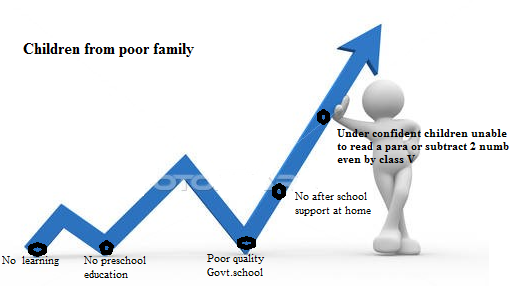 Children from poor family
Under confident children unable
to read a para or subtract 2 numb
even by class V
No after school
support at home
No learning
No preschool
education
Poor quality
Govt.school